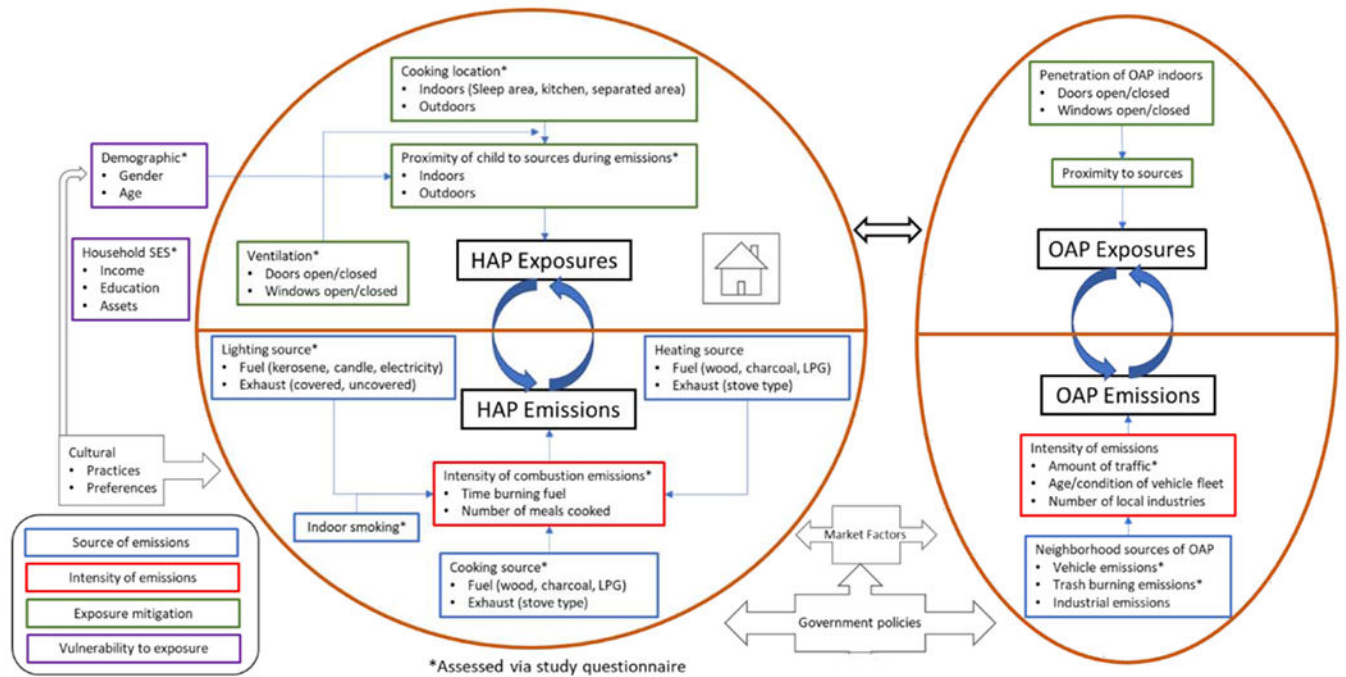 Cooking location*
• Indoors (Sleep area, kitchen, separated area)
• Outdoors
Proximity of child to sources during emissions*
• Indoors
• Outdoors
Demographic*
• Gender
• Age
Household SES*
• Income
• Education
• Assets
Ventilation*
• Doors open/closed
• Windows open/closed
HAP Exposures
Lighting source*
• Fuel (kerosene, candle, electricity)
• Exhaust (covered, uncovered)
Heating source
• Fuel (wood, charcoal, LPG)
• Exhaust (stove type)
HAP Emissions
Cultural
• Practices
• Preferences
Intensity of combustion emissions*
• Time burning fuel
• Number of meals cooked
Indoor smoking*
Cooking source*
• Fuel (wood, charcoal, LPG)
• Exhaust (stove type)
Penetration of OAP indoors
• Doors open/closed
• Windows open/closed
Proximity to sources
OAP Exposures
OAP Emissions
Intensity of emissions
• Amount of traffic*
• Age/condition of vehicle fleet
• Number of local industries
Neighborhood sources of OAP
• Vehicle emissions*
• Trash burning emissions*
• Industrial emissions
Market Factors
Government policies
Source of emissions
Intensity of emissions
Exposure mitigation
Vulnerability to exposure
*Assessed via study questionnaire